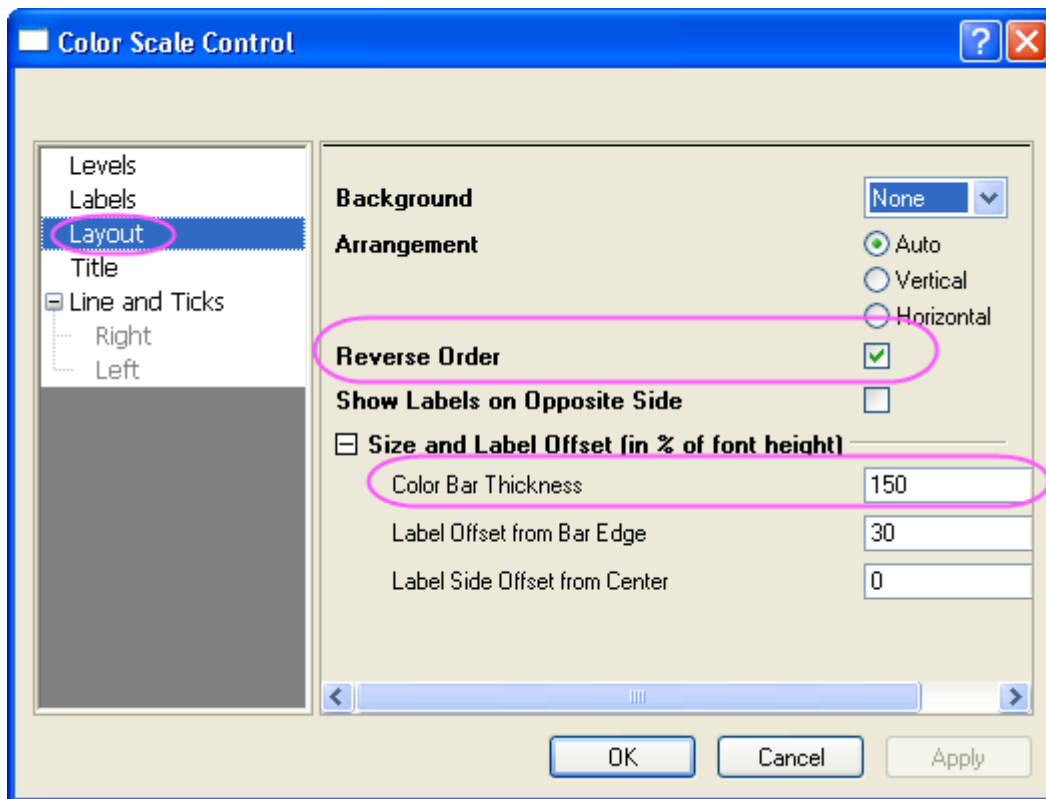 Color Scale Control
Levels
Labels
Layout
Title
Line and Ticks
Right
Left
Background
None
Arrangement
Auto
Vertical
Horizontal
Reverse Order
Show Labels on Opposite Side
Size and Label Offset (in % of font height)
Color Bar Thickness
150
Label Offset from Bar Edge
30
Label Side Offset from Center
0
OK
Cancel
Apply